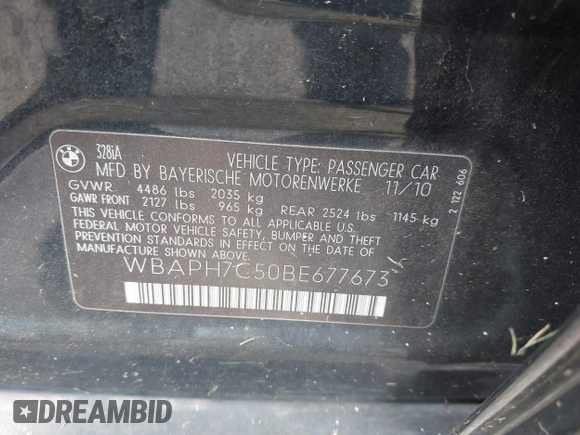 BMW
328iA
VEHICLE TYPE: PASSENGER CAR
MFD BY BAYERISCHE MOTORENWERKE 11/10
GVWR. 4486 lbs 2035 kg
GAWR FRONT 2127 lbs 965 kg REAR 2524 lbs 1145 kg
THIS VEHICLE CONFORMS TO ALL APPLICABLE U.S.
FEDERAL MOTOR VEHICLE SAFETY, BUMPER AND THEFT
PREVENTION STANDARDS IN EFFECT ON THE DATE OF
MANUFACTURE SHOWN ABOVE.
WBAPH7C50BE677673
2 122 606
DREAMBID